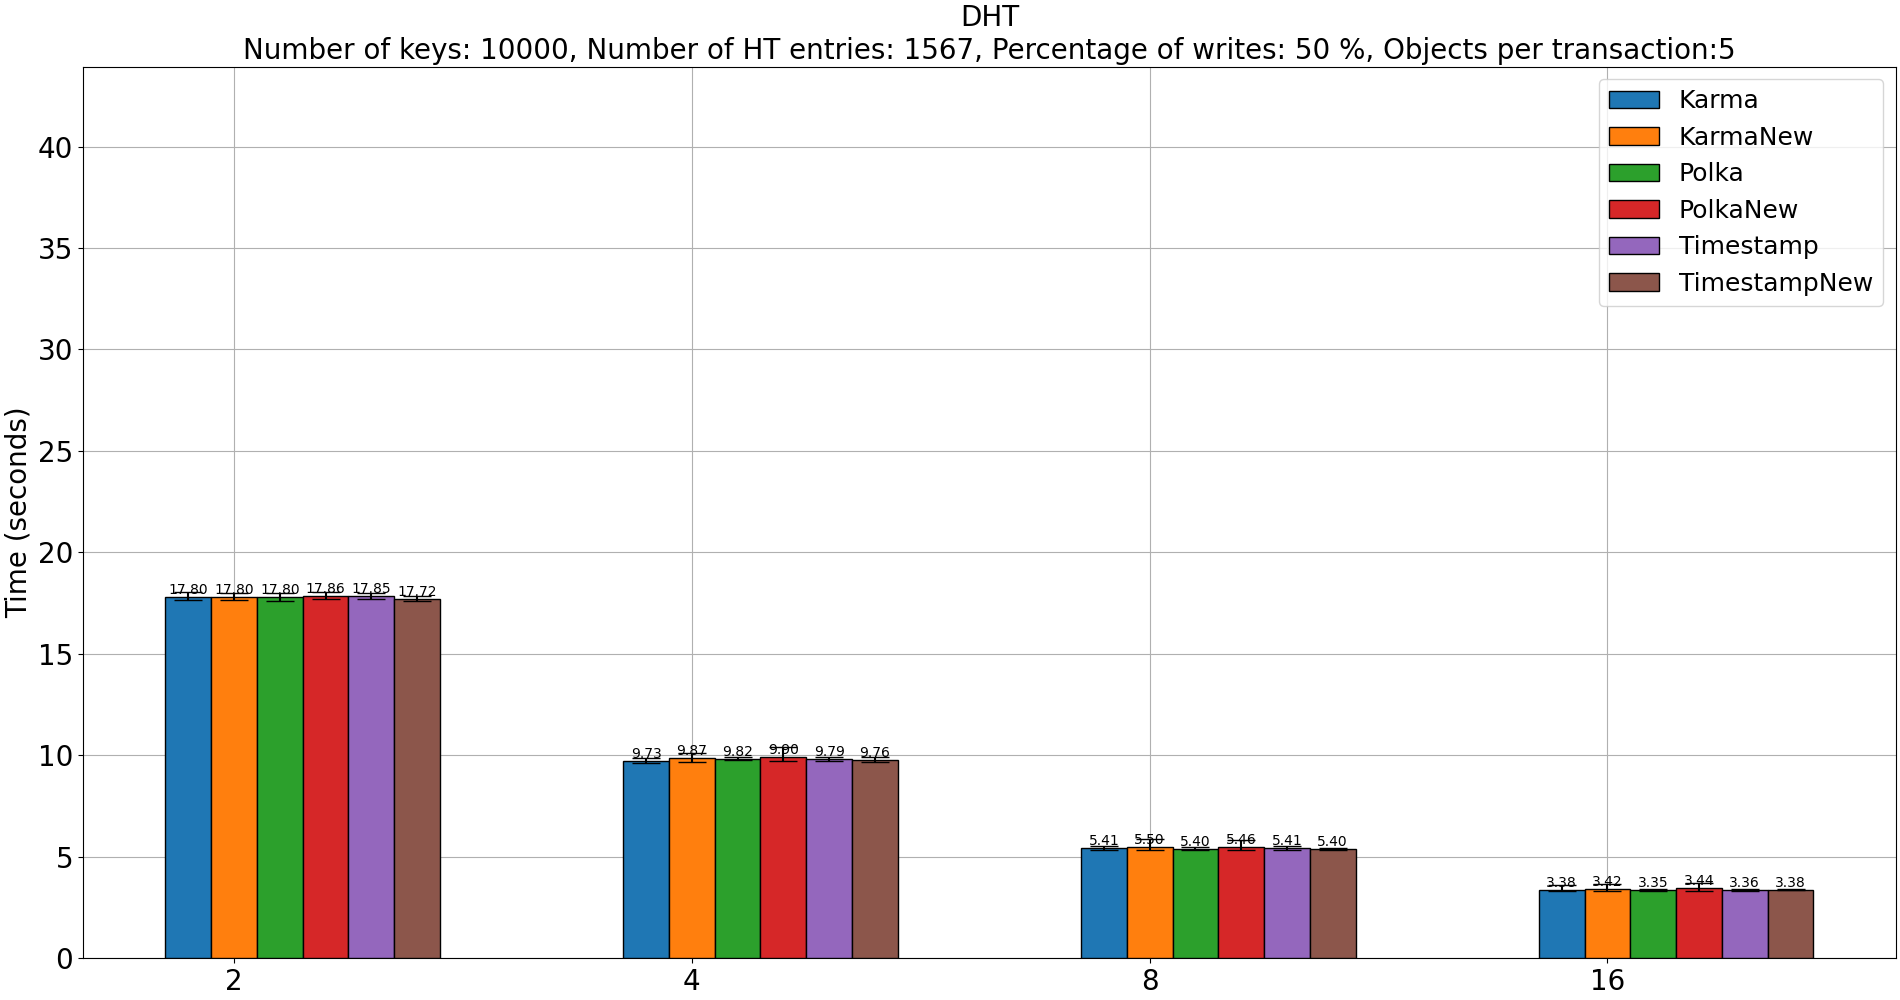 DHT
Number of keys: 10000, Number of HT entries: 1567, Percentage of writes: 50 %, Objects per transaction:5
Karma
KarmaNew
Polka
PolkaNew
Timestamp
TimestampNew
Time (seconds)
40
35
30
25
20
15
10
5
0
17.80 17.80 17.80 17.86 17.85 17.72
9.73 9.87 9.82 9.90 9.79 9.76
5.41 5.50 5.40 5.46 5.41 5.40
3.38 3.42 3.35 3.44 3.36 3.38
2 4 8 16